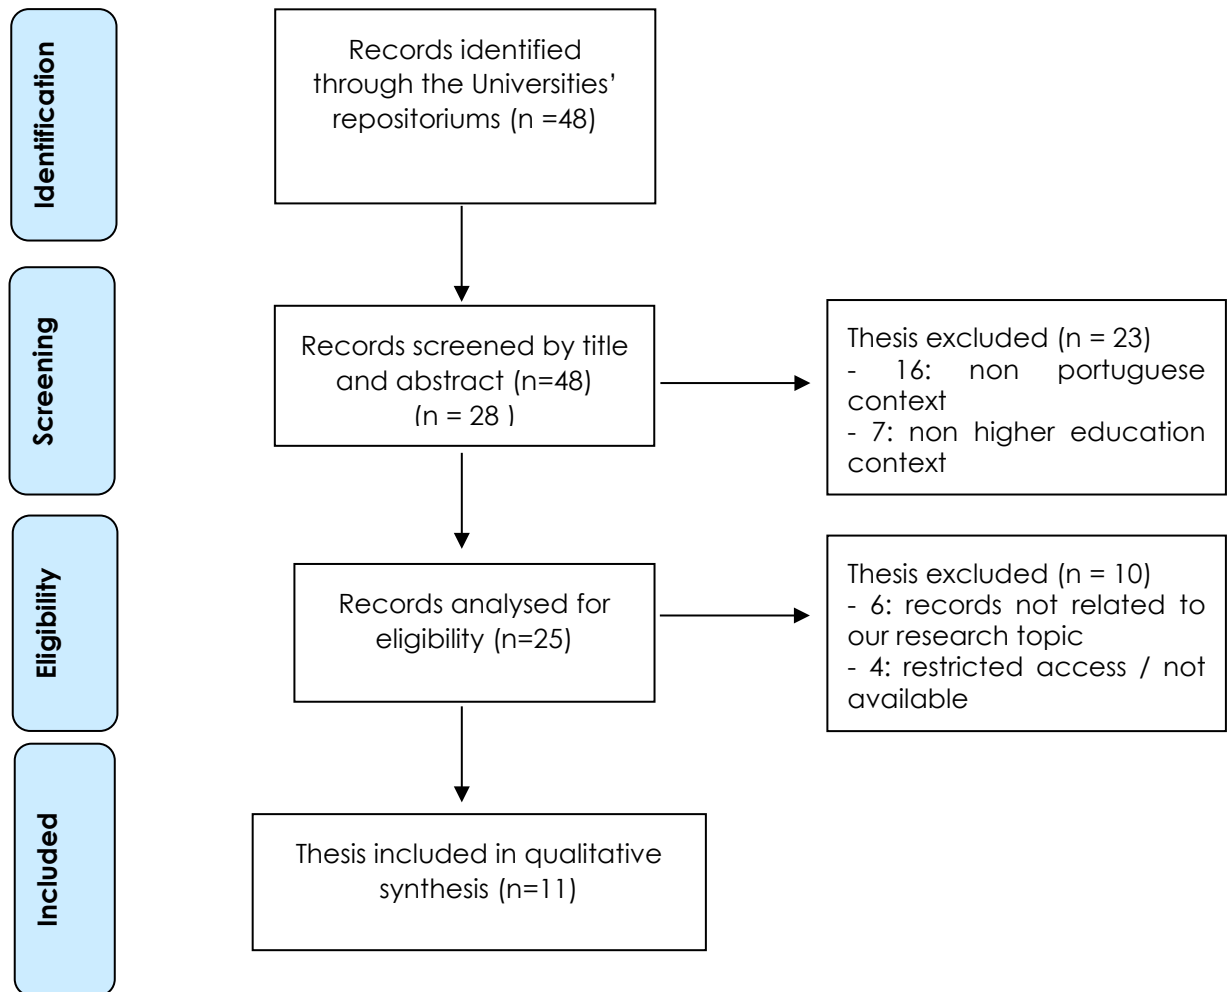 Identification
Records identified
through the Universities’
repositoriums (n =48)
Screening
Records screened by title
and abstract (n=48)
(n = 28 )
Thesis excluded (n = 23)
- 16: non portuguese
context
- 7: non higher education
context
Eligibility
Records analysed for
eligibility (n=25)
Thesis excluded (n = 10)
- 6: records not related to
our research topic
- 4: restricted access / not
available
Included
Thesis included in qualitative
synthesis (n=11)